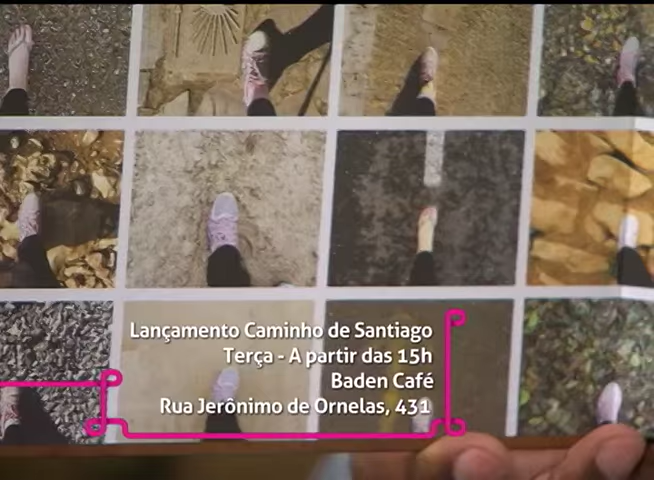 Lançamento Caminho de Santiago
Terça - A partir das 15h
Baden Café
Rua Jerônimo de Ornelas, 431